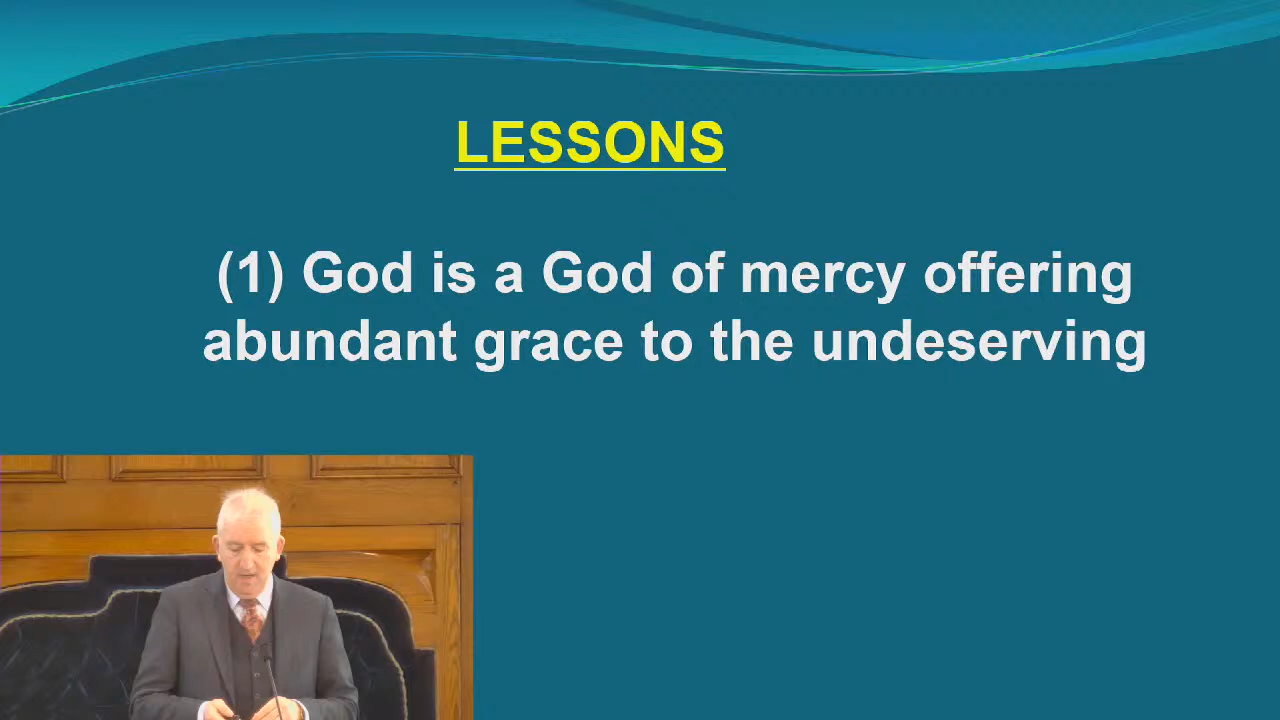 LESSONS
(1) God is a God of mercy offering
abundant grace to the undeserving